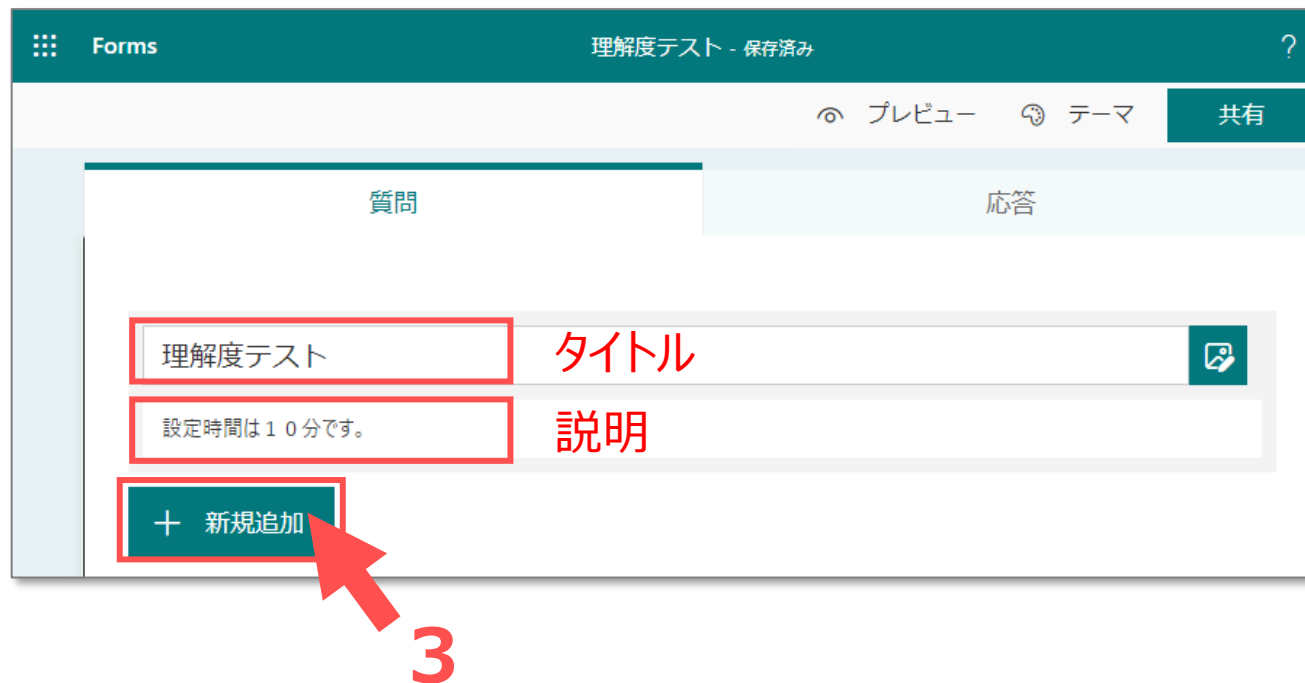 Forms
理解度テスト - 保存済み
?
プレビュー
テーマ
共有
質問
応答
理解度テスト
タイトル
設定時間は１０分です。
説明
+ 新規追加
3